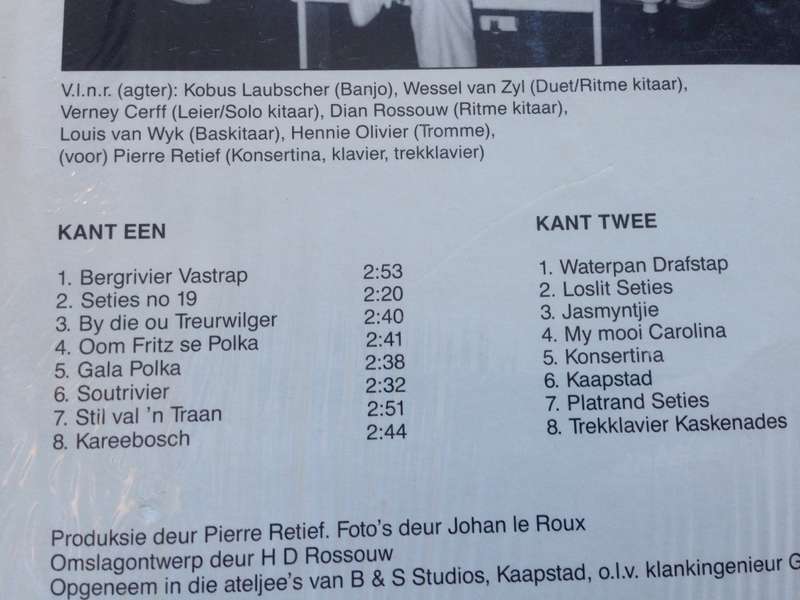 V.l.n.r. (agter): Kobus Laubscher (Banjo), Wessel van Zyl (Duet/Ritme kitaar),
Verney Cerff (Leier/Solo kitaar), Dian Rossouw (Ritme kitaar),
Louis van Wyk (Baskitaar), Hennie Olivier (Tromme),
(voor) Pierre Retief (Konsertina, klavier, trekklavier)
KANT EEN
1. Bergrivier Vastrap 2:53
2. Seties no 19 2:20
3. By die ou Treurwilger 2:40
4. Oom Fritz se Polka 2:41
5. Gala Polka 2:38
6. Soutrivier 2:32
7. Stil val 'n Traan 2:51
8. Kareebosch 2:44
KANT TWEE
1. Waterpan Drafstap
2. Loslit Seties
3. Jasmyntjie
4. My mooi Carolina
5. Konsertina
6. Kaapstad
7. Platrand Seties
8. Trekklavier Kaskenades
Produksie deur Pierre Retief. Foto's deur Johan le Roux
Omslagontwerp deur H D Rossouw
Opgeneem in die ateljee's van B & S Studios, Kaapstad, o.l.v. klankingenieur G